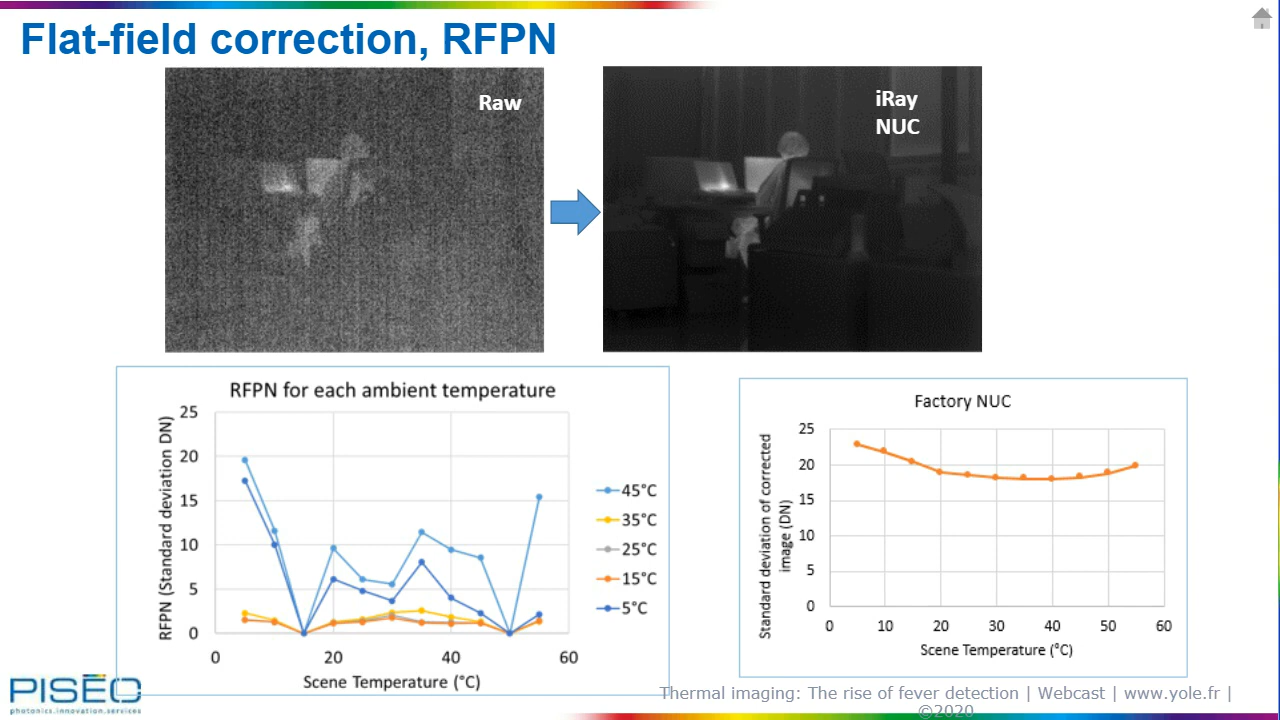 Flat-field correction, RFPN
Raw
iRay
NUC
RFPN for each ambient temperature
RFPN (Standard deviation DN)
25
20
15
10
5
0
0
20
40
60
Scene Temperature (°C)
45°C
35°C
25°C
15°C
5°C
Factory NUC
Standard deviation of corrected
image (DN)
25
20
15
10
5
0
0
10
20
30
40
50
60
Scene Temperature (°C)
PISEO
photonics.innovation.services
Thermal imaging: The rise of fever detection | Webcast | www.yole.fr |
©2020